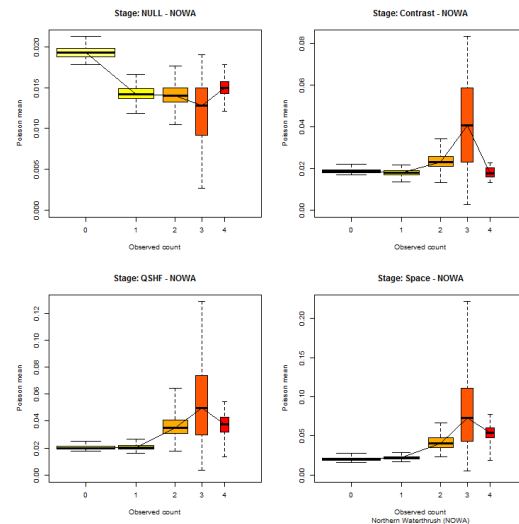 Stage: NULL - NOWA
Poisson mean
0.000 0.005 0.010 0.015 0.020
0 1 2 3 4
Observed count
Stage: Contrast - NOWA
Poisson mean
0.00 0.02 0.04 0.06 0.08
0 1 2 3 4
Observed count
Stage: QSHF - NOWA
Poisson mean
0.00 0.02 0.04 0.06 0.08 0.10 0.12
0 1 2 3 4
Observed count
Stage: Space - NOWA
Poisson mean
0.00 0.05 0.10 0.15 0.20
0 1 2 3 4
Observed count
Northern Waterthrush (NOWA)